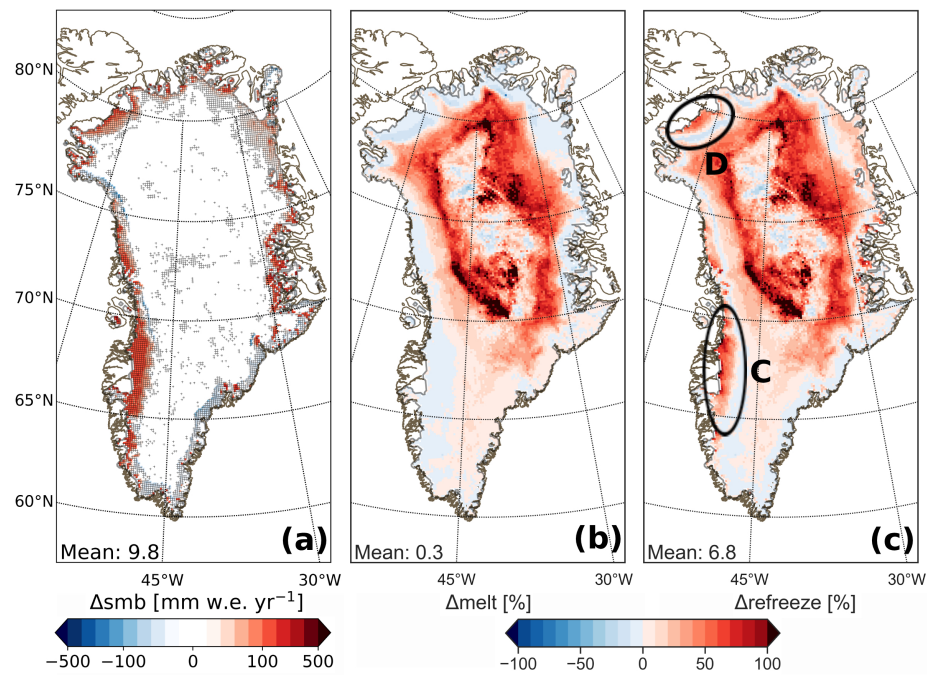 80°N
75°N
70°N
65°N
60°N
D
C
Mean: 9.8
(a)
Mean: 0.3
(b)
Mean: 6.8
(c)
45°W
30°W
45°W
30°W
45°W
30°W
Δsmb [mm w.e. yr⁻¹]
Δmelt [%]
Δrefreeze [%]
−500
−100
0
100
500
−100
−50
0
50
100